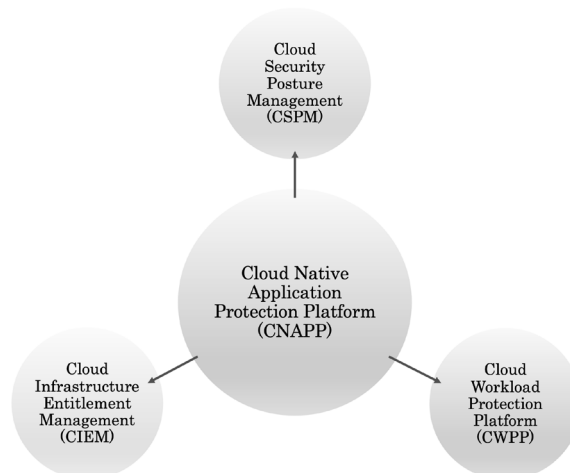 Cloud
Security
Posture
Management
(CSPM)
Cloud Native
Application
Protection Platform
(CNAPP)
Cloud
Infrastructure
Entitlement
Management
(CIEM)
Cloud
Workload
Protection
Platform
(CWPP)